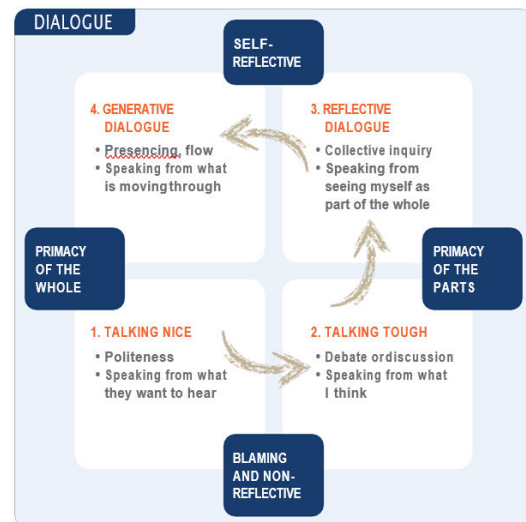 DIALOGUE
SELF-
REFLECTIVE
4. GENERATIVE
DIALOGUE
• Presencing, flow
• Speaking from what
is movingthrough
3. REFLECTIVE
DIALOGUE
• Collective inquiry
• Speaking from
seeing myself as
part of the whole
PRIMACY
OF THE
WHOLE
PRIMACY
OF THE
PARTS
1. TALKING NICE
• Politeness
• Speaking from what
they want to hear
2. TALKING TOUGH
• Debate ordiscussion
• Speaking from what
I think
BLAMING
AND NON-
REFLECTIVE